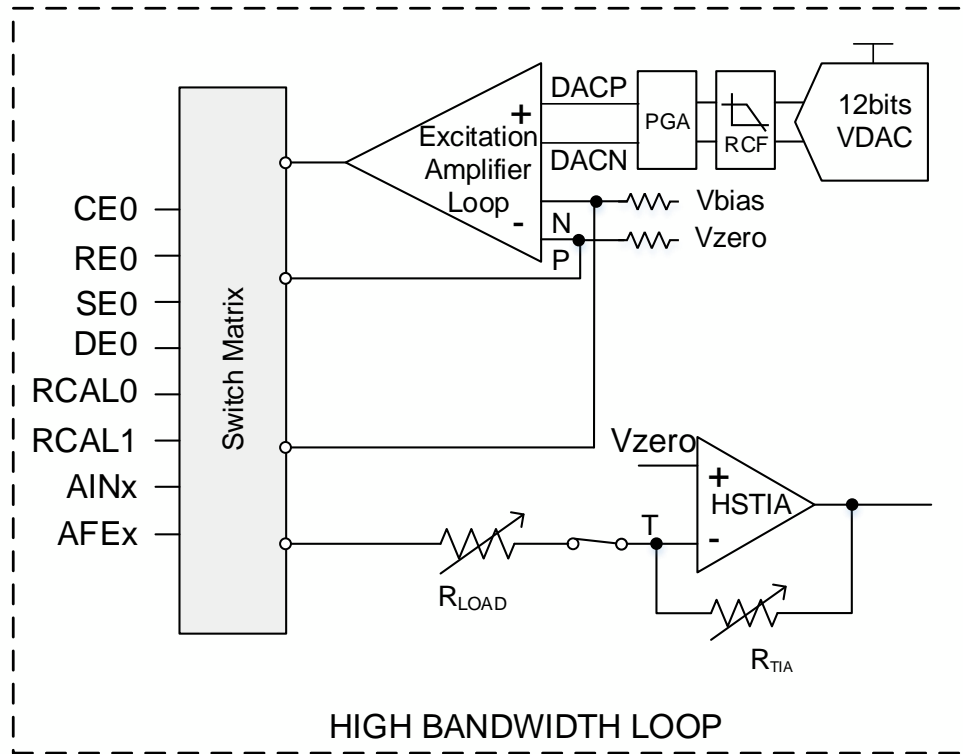 DACP
DACN
+
Excitation
Amplifier
Loop
-
N
P
PGA
RCF
12bits
VDAC
Vbias
Vzero
CE0
RE0
SE0
DE0
RCAL0
RCAL1
AINx
AFEx
Switch Matrix
Vzero
+
HSTIA
-
T
RLOAD
RTIA
HIGH BANDWIDTH LOOP